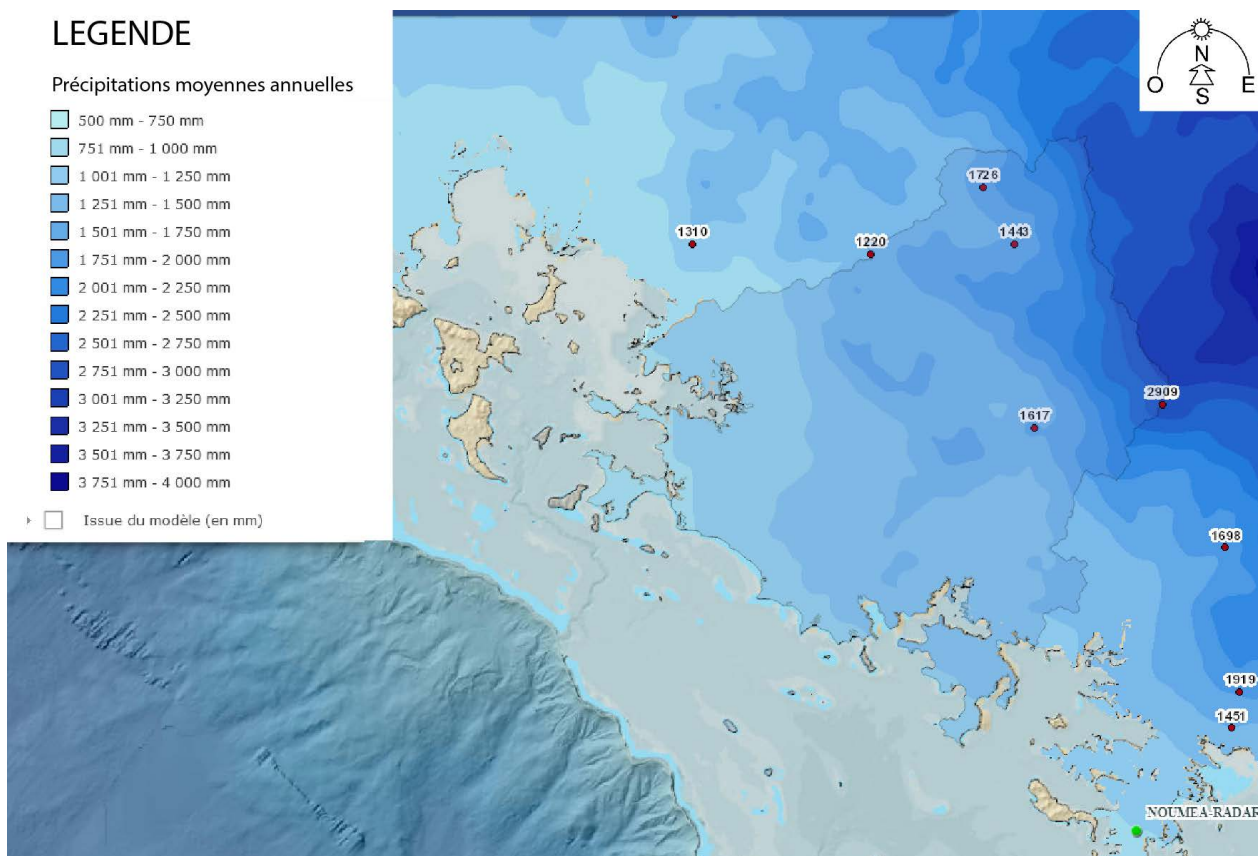 LEGENDE
Précipitations moyennes annuelles
500 mm - 750 mm
751 mm - 1 000 mm
1 001 mm - 1 250 mm
1 251 mm - 1 500 mm
1 501 mm - 1 750 mm
1 751 mm - 2 000 mm
2 001 mm - 2 250 mm
2 251 mm - 2 500 mm
2 501 mm - 2 750 mm
2 751 mm - 3 000 mm
3 001 mm - 3 250 mm
3 251 mm - 3 500 mm
3 501 mm - 3 750 mm
3 751 mm - 4 000 mm
Issue du modèle (en mm)
N
O E
S
1726
1310
1220
1443
2909
1617
1698
1919
1451
NOUMEA-RADAR